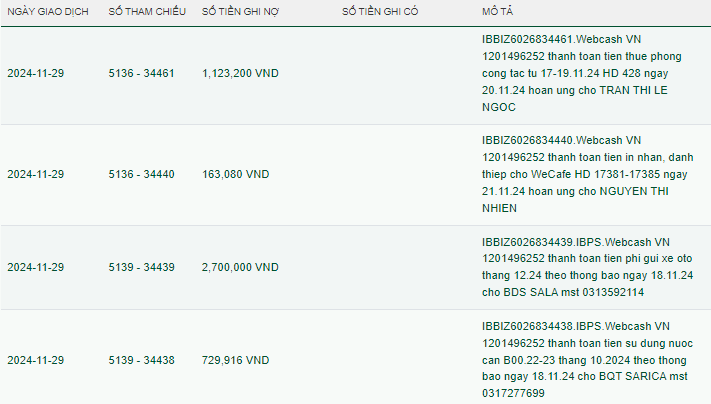 NGÀY GIAO DỊCH SỐ THAM CHIẾU SỐ TIỀN GHI NỢ SỐ TIỀN GHI CÓ MÔ TẢ
IBBIZ6026834461.Webcash VN
1201496252 thanh toan tien thue phong
2024-11-29 5136 - 34461 1,123,200 VND cong tac tu 17-19.11.24 HD 428 ngay
20.11.24 hoan ung cho TRAN THI LE
NGOC
IBBIZ6026834440.Webcash VN
1201496252 thanh toan tien in nhan, danh
2024-11-29 5136 - 34440 163,080 VND thiep cho WeCafe HD 17381-17385 ngay
21.11.24 hoan ung cho NGUYEN THI
NHIEN
IBBIZ6026834439.IBPS.Webcash VN
1201496252 thanh toan tien phi gui xe oto
2024-11-29 5139 - 34439 2,700,000 VND thang 12.24 theo thong bao ngay 18.11.24
cho BDS SALA mst 0313592114
IBBIZ6026834438.IBPS.Webcash VN
1201496252 thanh toan tien su dung nuoc
2024-11-29 5139 - 34438 729,916 VND can B00.22-23 thang 10.2024 theo thong
bao ngay 18.11.24 cho BQT SARICA mst
0317277699